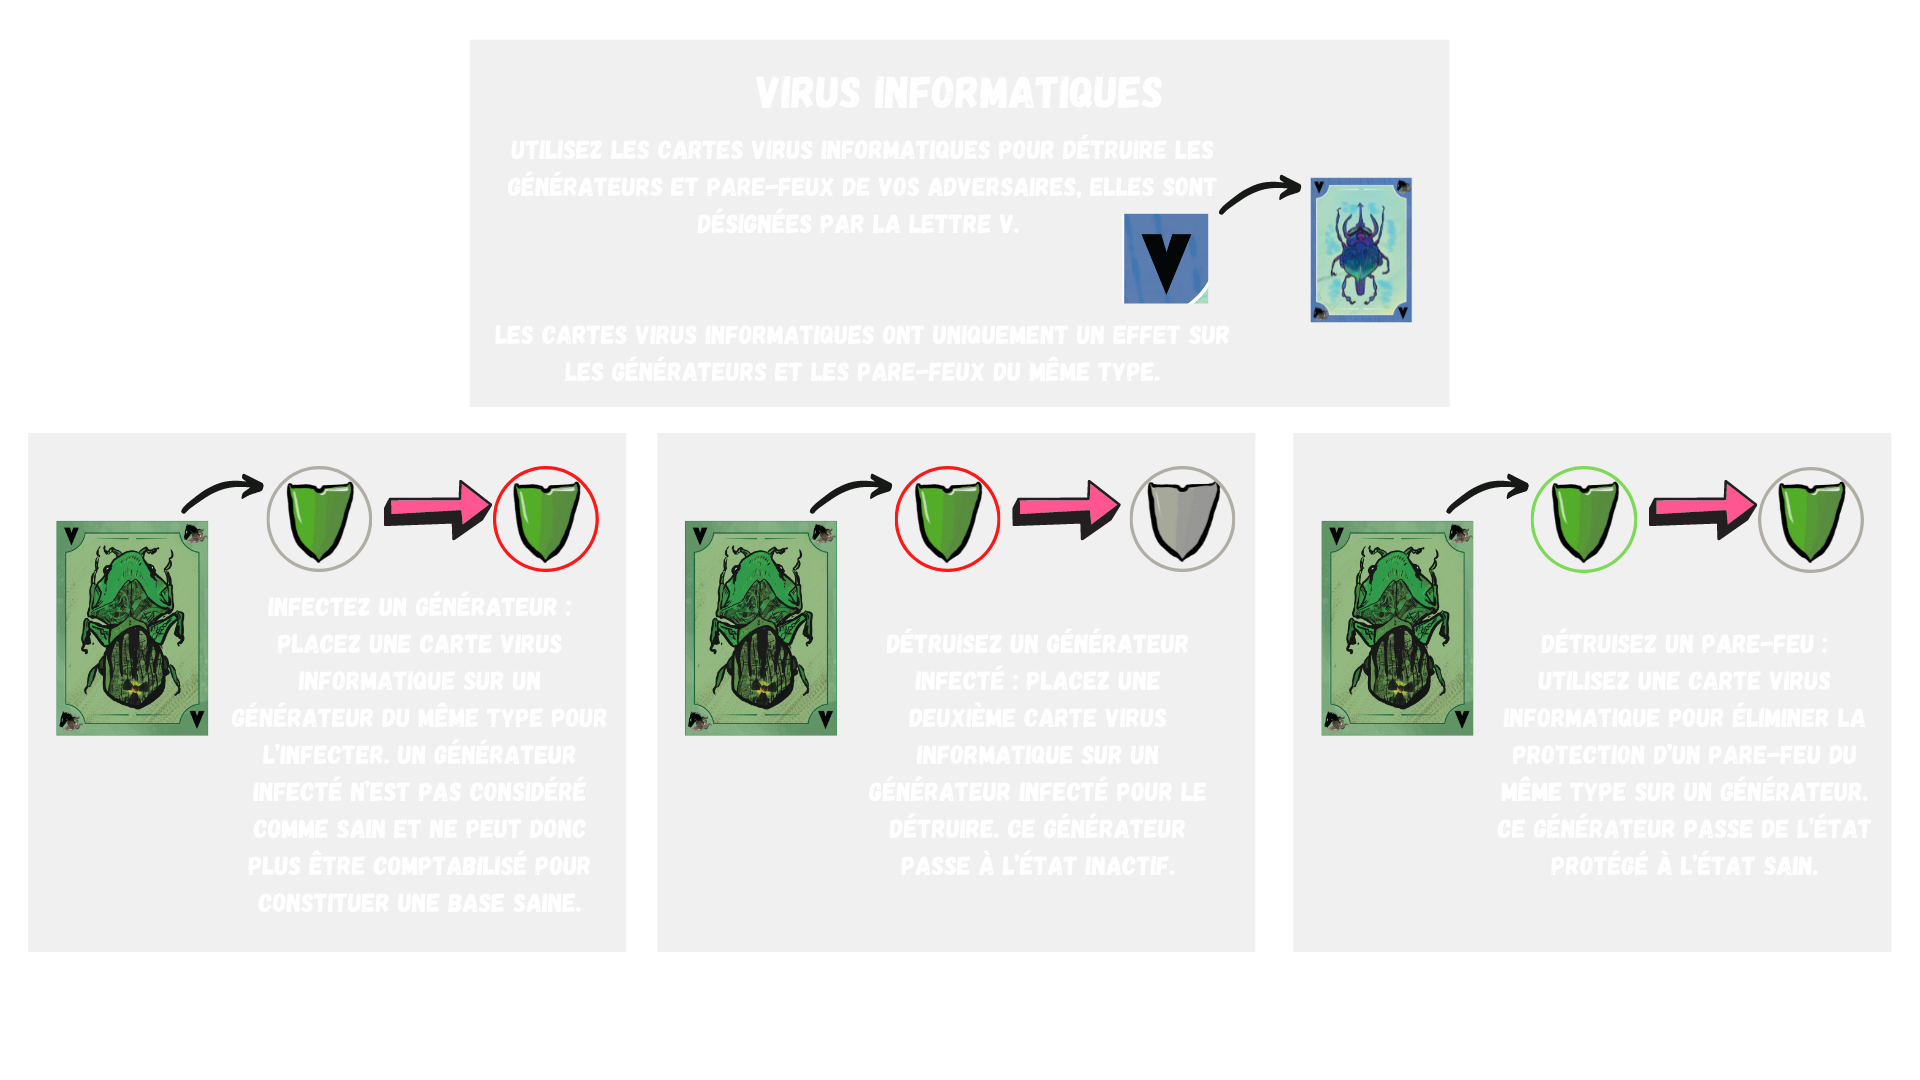 VIRUS INFORMATIQUES
UTILISEZ LES CARTES VIRUS INFORMATIQUES POUR DÉTRUIRE LES
GÉNÉRATEURS ET PARE-FEUX DE VOS ADVERSAIRES, ELLES SONT
DÉSIGNÉES PAR LA LETTRE V.
V
V
V
LES CARTES VIRUS INFORMATIQUES ONT UNIQUEMENT UN EFFET SUR
LES GÉNÉRATEURS ET LES PARE-FEUX DU MÊME TYPE.
V
V
INFECTEZ UN GÉNÉRATEUR :
PLACEZ UNE CARTE VIRUS
INFORMATIQUE SUR UN
GÉNÉRATEUR DU MÊME TYPE POUR
L'INFECTER. UN GÉNÉRATEUR
INFECTÉ N'EST PAS CONSIDÉRÉ
COMME SAIN ET NE PEUT DONC
PLUS ÊTRE COMPTABILISÉ POUR
CONSTITUER UNE BASE SAINE.
V
V
DÉTRUISEZ UN GÉNÉRATEUR
INFECTÉ : PLACEZ UNE
DEUXIÈME CARTE VIRUS
INFORMATIQUE SUR UN
GÉNÉRATEUR INFECTÉ POUR LE
DÉTRUIRE. CE GÉNÉRATEUR
PASSE À L'ÉTAT INACTIF.
V
V
DÉTRUISEZ UN PARE-FEU :
UTILISEZ UNE CARTE VIRUS
INFORMATIQUE POUR ÉLIMINER LA
PROTECTION D'UN PARE-FEU DU
MÊME TYPE SUR UN GÉNÉRATEUR.
CE GÉNÉRATEUR PASSE DE L'ÉTAT
PROTÉGÉ À L'ÉTAT SAIN.